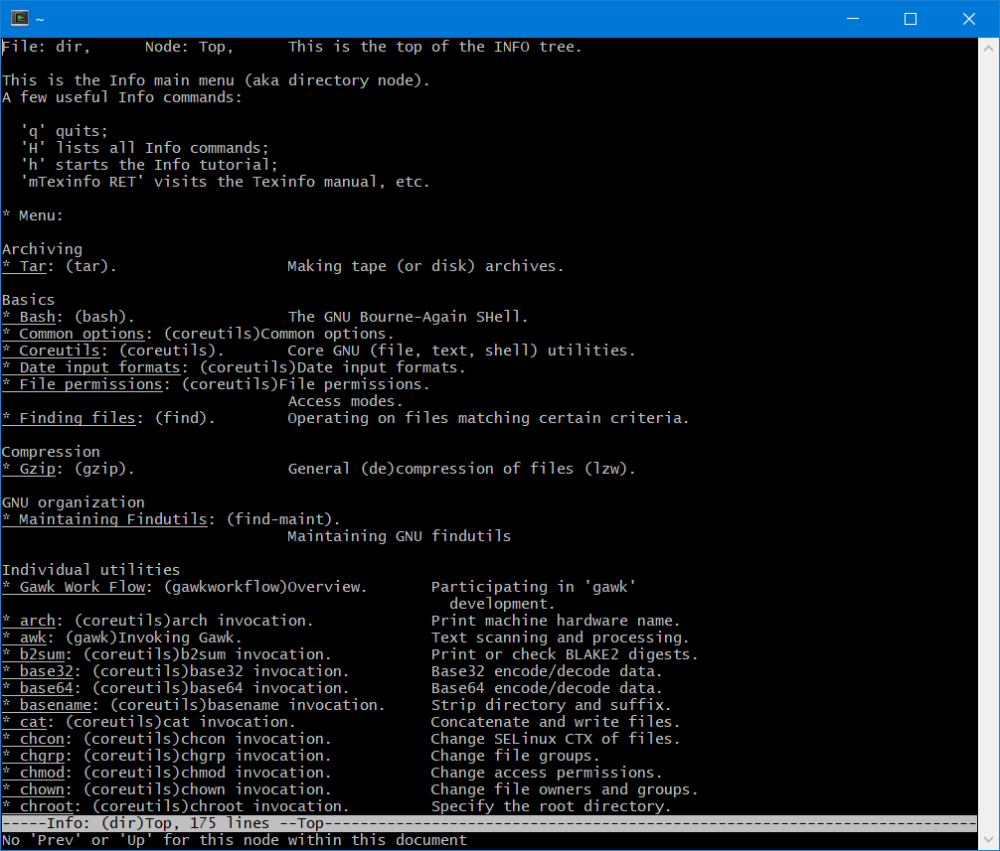 ~
File: dir,      Node: Top,      This is the top of the INFO tree.

This is the Info main menu (aka directory node).
A few useful Info commands:

  'q' quits;
  'H' lists all Info commands;
  'h' starts the Info tutorial;
  'mTexinfo RET' visits the Texinfo manual, etc.

* Menu:

Archiving
* Tar: (tar).                   Making tape (or disk) archives.

Basics
* Bash: (bash).                 The GNU Bourne-Again SHell.
* Common options: (coreutils)Common options.
* Coreutils: (coreutils).       Core GNU (file, text, shell) utilities.
* Date input formats: (coreutils)Date input formats.
* File permissions: (coreutils)File permissions.
                                Access modes.
* Finding files: (find).        Operating on files matching certain criteria.

Compression
* Gzip: (gzip).                 General (de)compression of files (lzw).

GNU organization
* Maintaining Findutils: (find-maint).
                                Maintaining GNU findutils

Individual utilities
* Gawk Work Flow: (gawkworkflow)Overview.       Participating in 'gawk'
                                                  development.
* arch: (coreutils)arch invocation.             Print machine hardware name.
* awk: (gawk)Invoking Gawk.                     Text scanning and processing.
* b2sum: (coreutils)b2sum invocation.           Print or check BLAKE2 digests.
* base32: (coreutils)base32 invocation.         Base32 encode/decode data.
* base64: (coreutils)base64 invocation.         Base64 encode/decode data.
* basename: (coreutils)basename invocation.     Strip directory and suffix.
* cat: (coreutils)cat invocation.               Concatenate and write files.
* chcon: (coreutils)chcon invocation.           Change SELinux CTX of files.
* chgrp: (coreutils)chgrp invocation.           Change file groups.
* chmod: (coreutils)chmod invocation.           Change access permissions.
* chown: (coreutils)chown invocation.           Change file owners and groups.
* chroot: (coreutils)chroot invocation.         Specify the root directory.
-----Info: (dir)Top, 175 lines --Top-------------------------------------------------------------------------
No 'Prev' or 'Up' for this node within this document